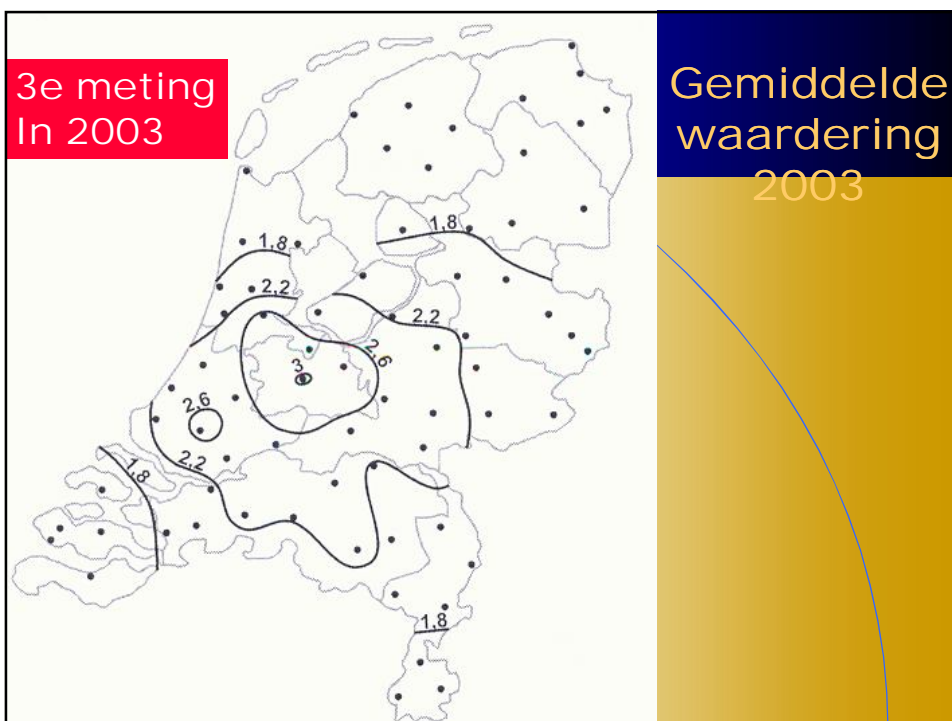 3e meting
In 2003
Gemiddelde
waardering
2003
1,8
1,8
2,2
2,2
2,6
3
2,6
2,2
1,8
1,8